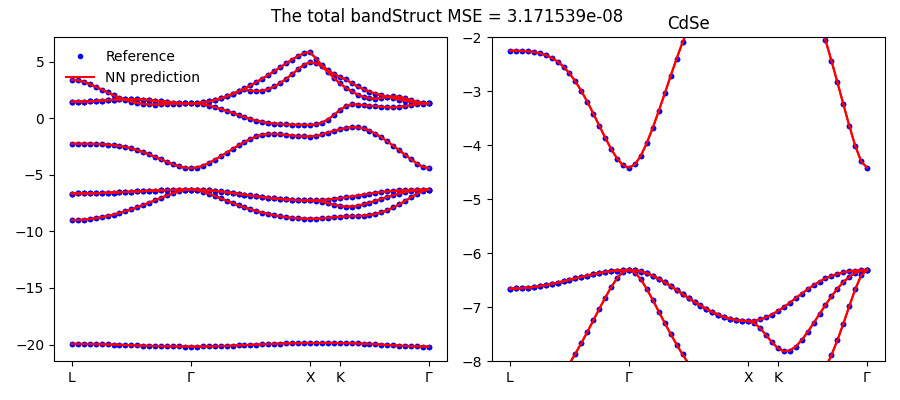 The total bandStruct MSE = 3.171539e-08
CdSe
Reference
NN prediction
5
0
−5
−10
−15
−20
L Γ X K Γ
−2
−3
−4
−5
−6
−7
−8
L Γ X K Γ